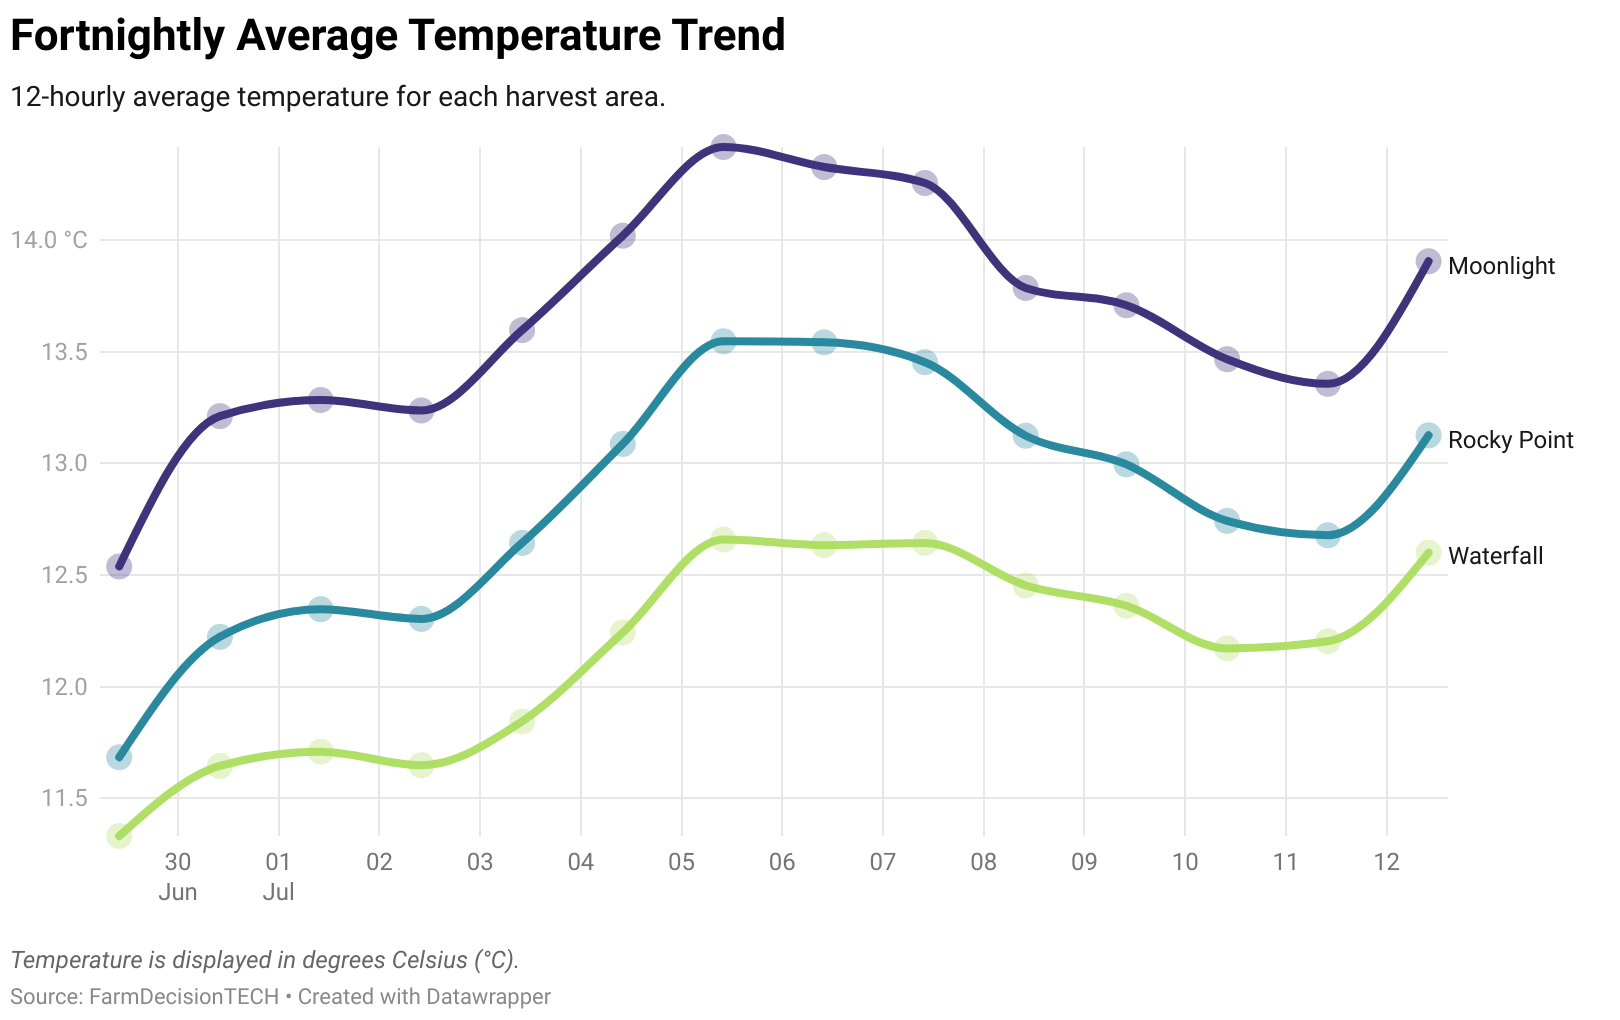 Fortnightly Average Temperature Trend
12-hourly average temperature for each harvest area.
14.0 °C
13.5
13.0
12.5
12.0
11.5
Moonlight
Rocky Point
Waterfall
30 01 02 03 04 05 06 07 08 09 10 11 12
Jun Jul
Temperature is displayed in degrees Celsius (°C).
Source: FarmDecisionTECH • Created with Datawrapper